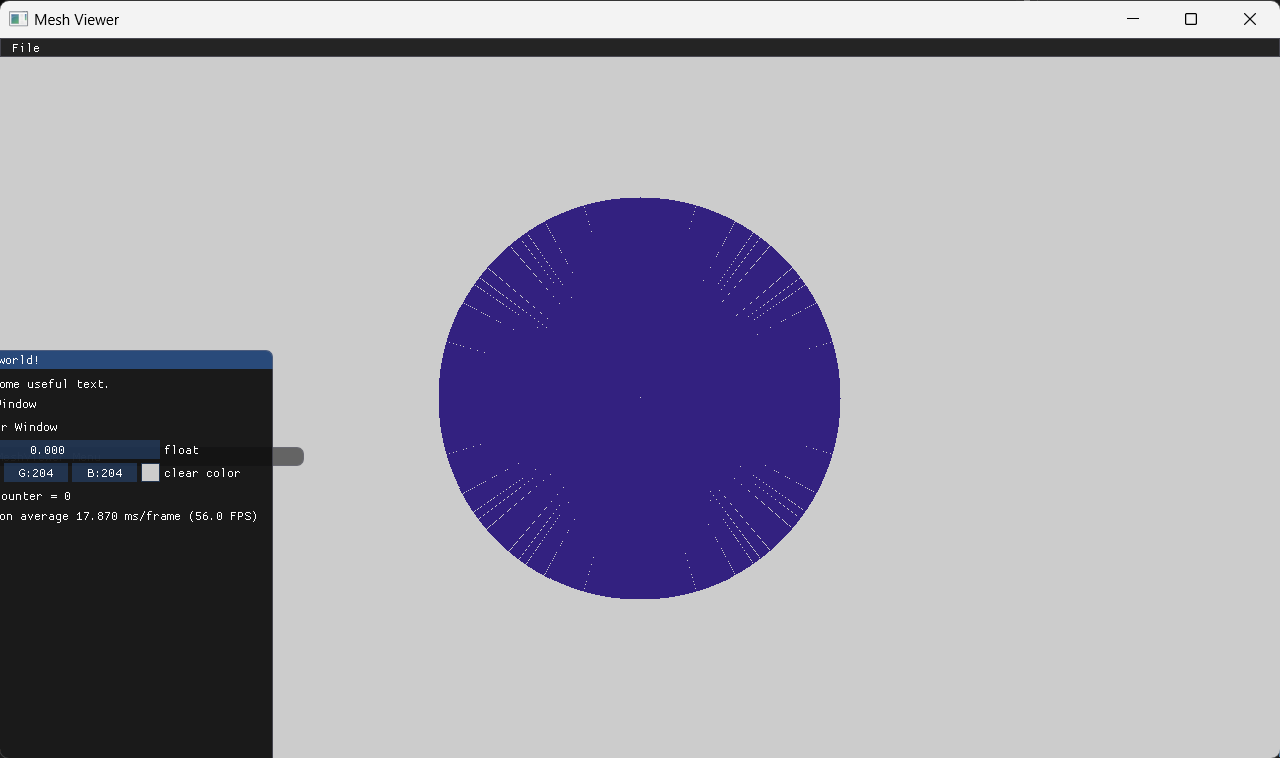 Mesh Viewer
File
world!
ome useful text.
Window
r Window
0.000 float
G:204 B:204 clear color
ounter = 0
on average 17.870 ms/frame (56.0 FPS)